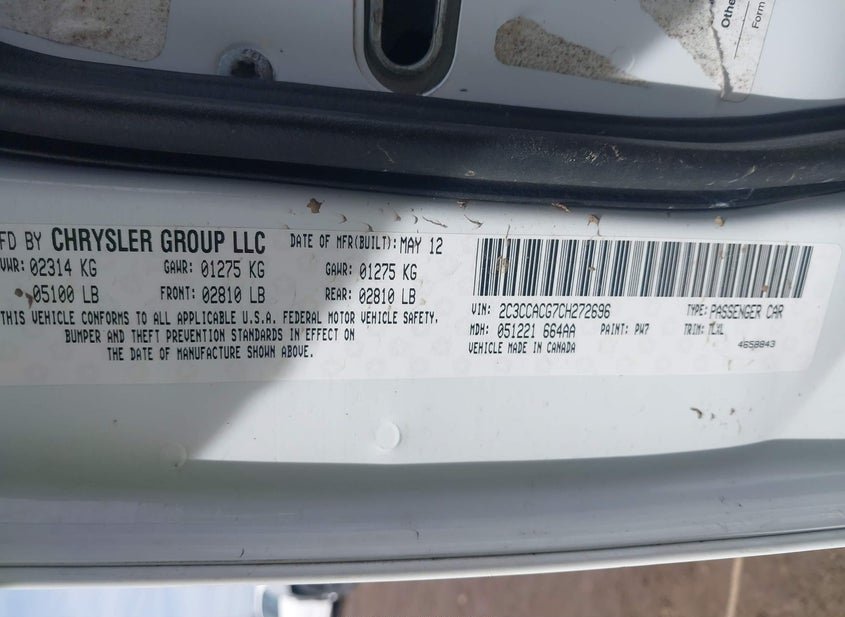 Othe
Form
FD BY CHRYSLER GROUP LLC
DATE OF MFR(BUILT): MAY 12
VWR: 02314 KG GAWR: 01275 KG GAWR: 01275 KG
05100 LB FRONT: 02810 LB REAR: 02810 LB
THIS VEHICLE CONFORMS TO ALL APPLICABLE U.S.A. FEDERAL MOTOR VEHICLE SAFETY.
BUMPER AND THEFT PREVENTION STANDARDS IN EFFECT ON
THE DATE OF MANUFACTURE SHOWN ABOVE.
VIN: 2C3CCACG7CH272696 TYPE: PASSENGER CAR
MDH: 051221 664AA PAINT: PW7 TRIM: TLXL
VEHICLE MADE IN CANADA 4658843